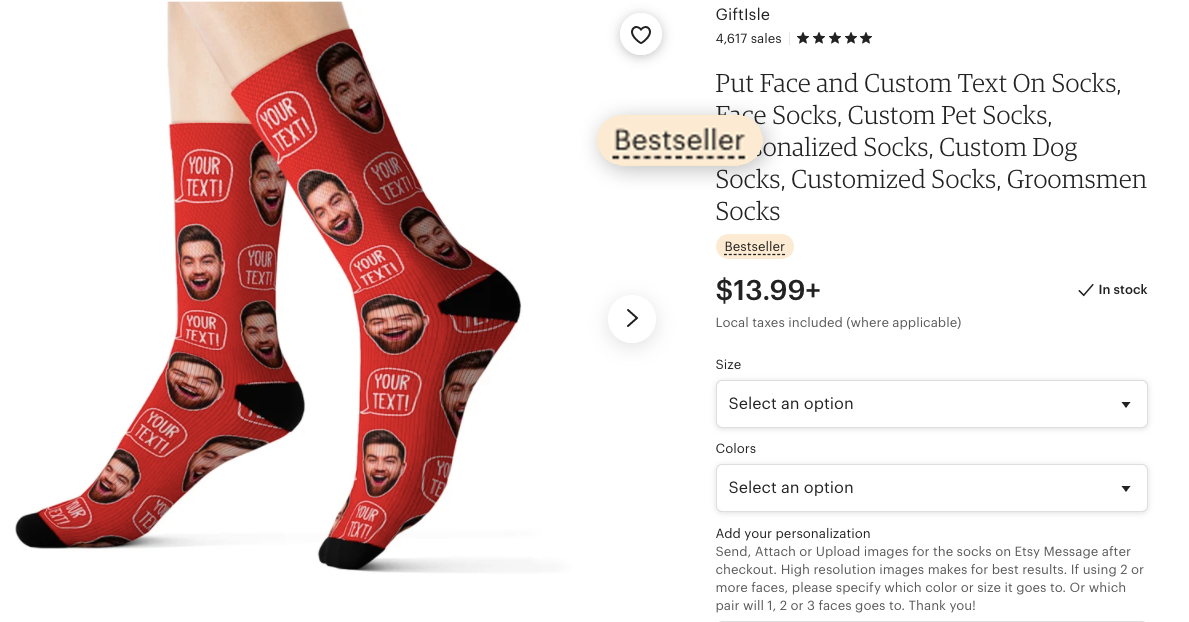 GiftIsle
4,617 sales
Put Face and Custom Text On Socks,
Face Socks, Custom Pet Socks,
Bestseller
sonalized Socks, Custom Dog
Socks, Customized Socks, Groomsmen
Socks
Bestseller
$13.99+
In stock
Local taxes included (where applicable)
Size
Select an option
Colors
Select an option
Add your personalization
Send, Attach or Upload images for the socks on Etsy Message after
checkout. High resolution images makes for best results. If using 2 or
more faces, please specify which color or size it goes to. Or which
pair will 1, 2 or 3 faces goes to. Thank you!
YOUR
TEXT!
YOUR
TEXT!
YOUR
TEXT!
YOUR
TEXT!
YOUR
TEXT!
YOUR
TEXT!
YOUR
TEXT!
YOUR
TEXT!
YOUR
TEXT!
YOUR
TEXT!